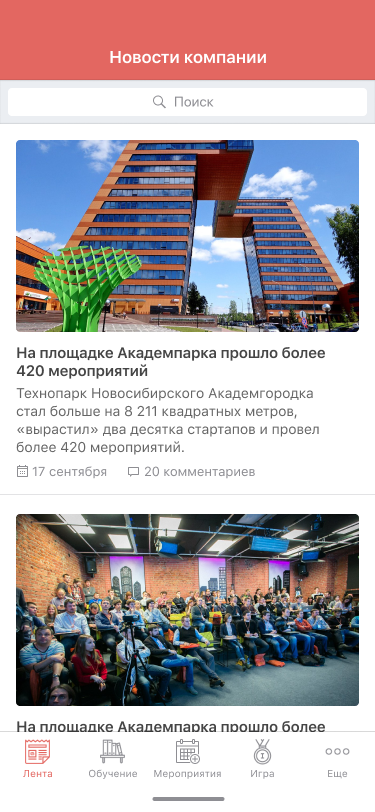 Новости компании
Поиск
На площадке Академпарка прошло более
420 мероприятий
Технопарк Новосибирского Академгородка
стал больше на 8 211 квадратных метров,
«вырастил» два десятка стартапов и провел
более 420 мероприятий.
17 сентября 20 комментариев
На площадке Академпарка прошло более
Лента Обучение Мероприятия Игра Еще